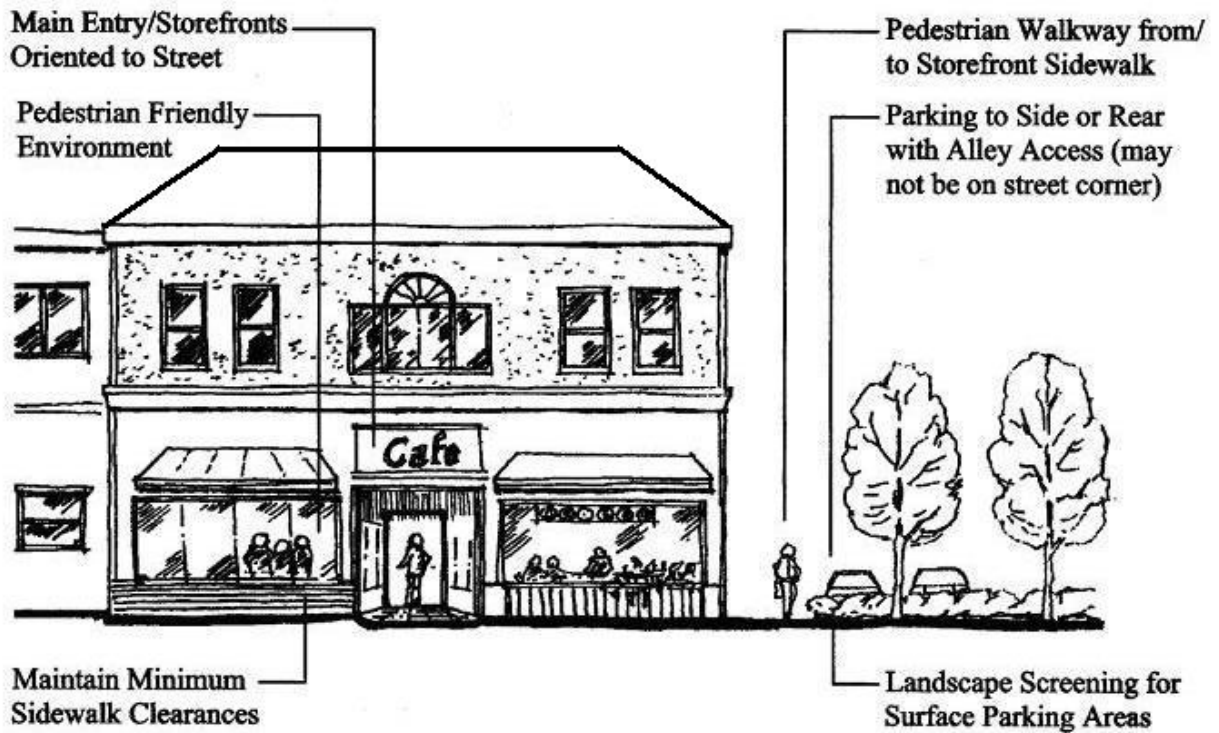 Main Entry/Storefronts
Oriented to Street
Pedestrian Friendly
Environment
Pedestrian Walkway from/
to Storefront Sidewalk
Parking to Side or Rear
with Alley Access (may
not be on street corner)
Cafe
Maintain Minimum
Sidewalk Clearances
Landscape Screening for
Surface Parking Areas